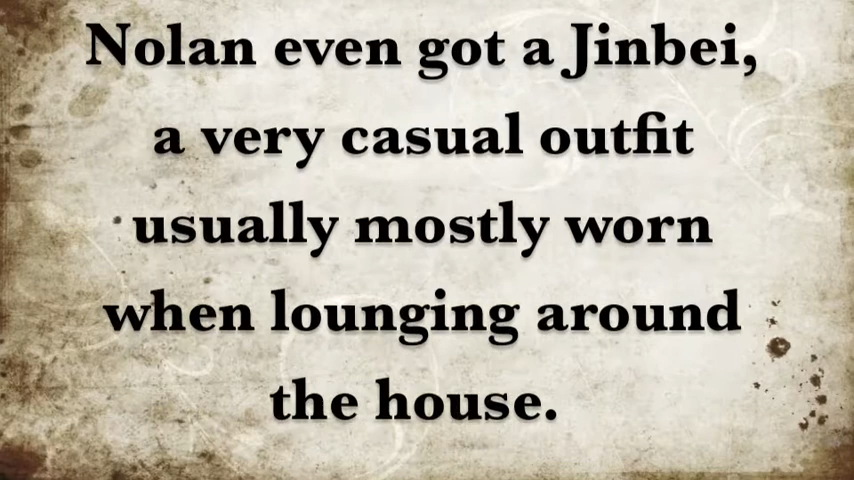 Nolan even got a Jinbei,
a very casual outfit
usually mostly worn
when lounging around
the house.